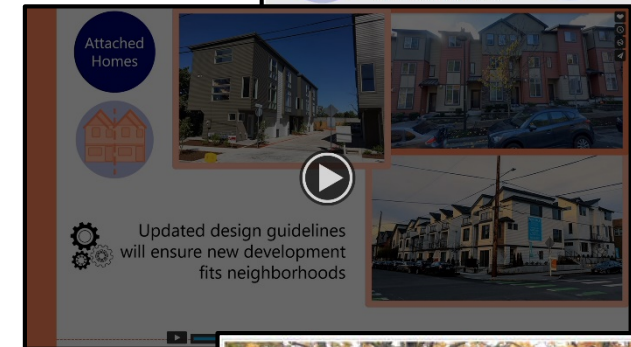 Attached
Homes
Updated design guidelines
will ensure new development
fits neighborhoods